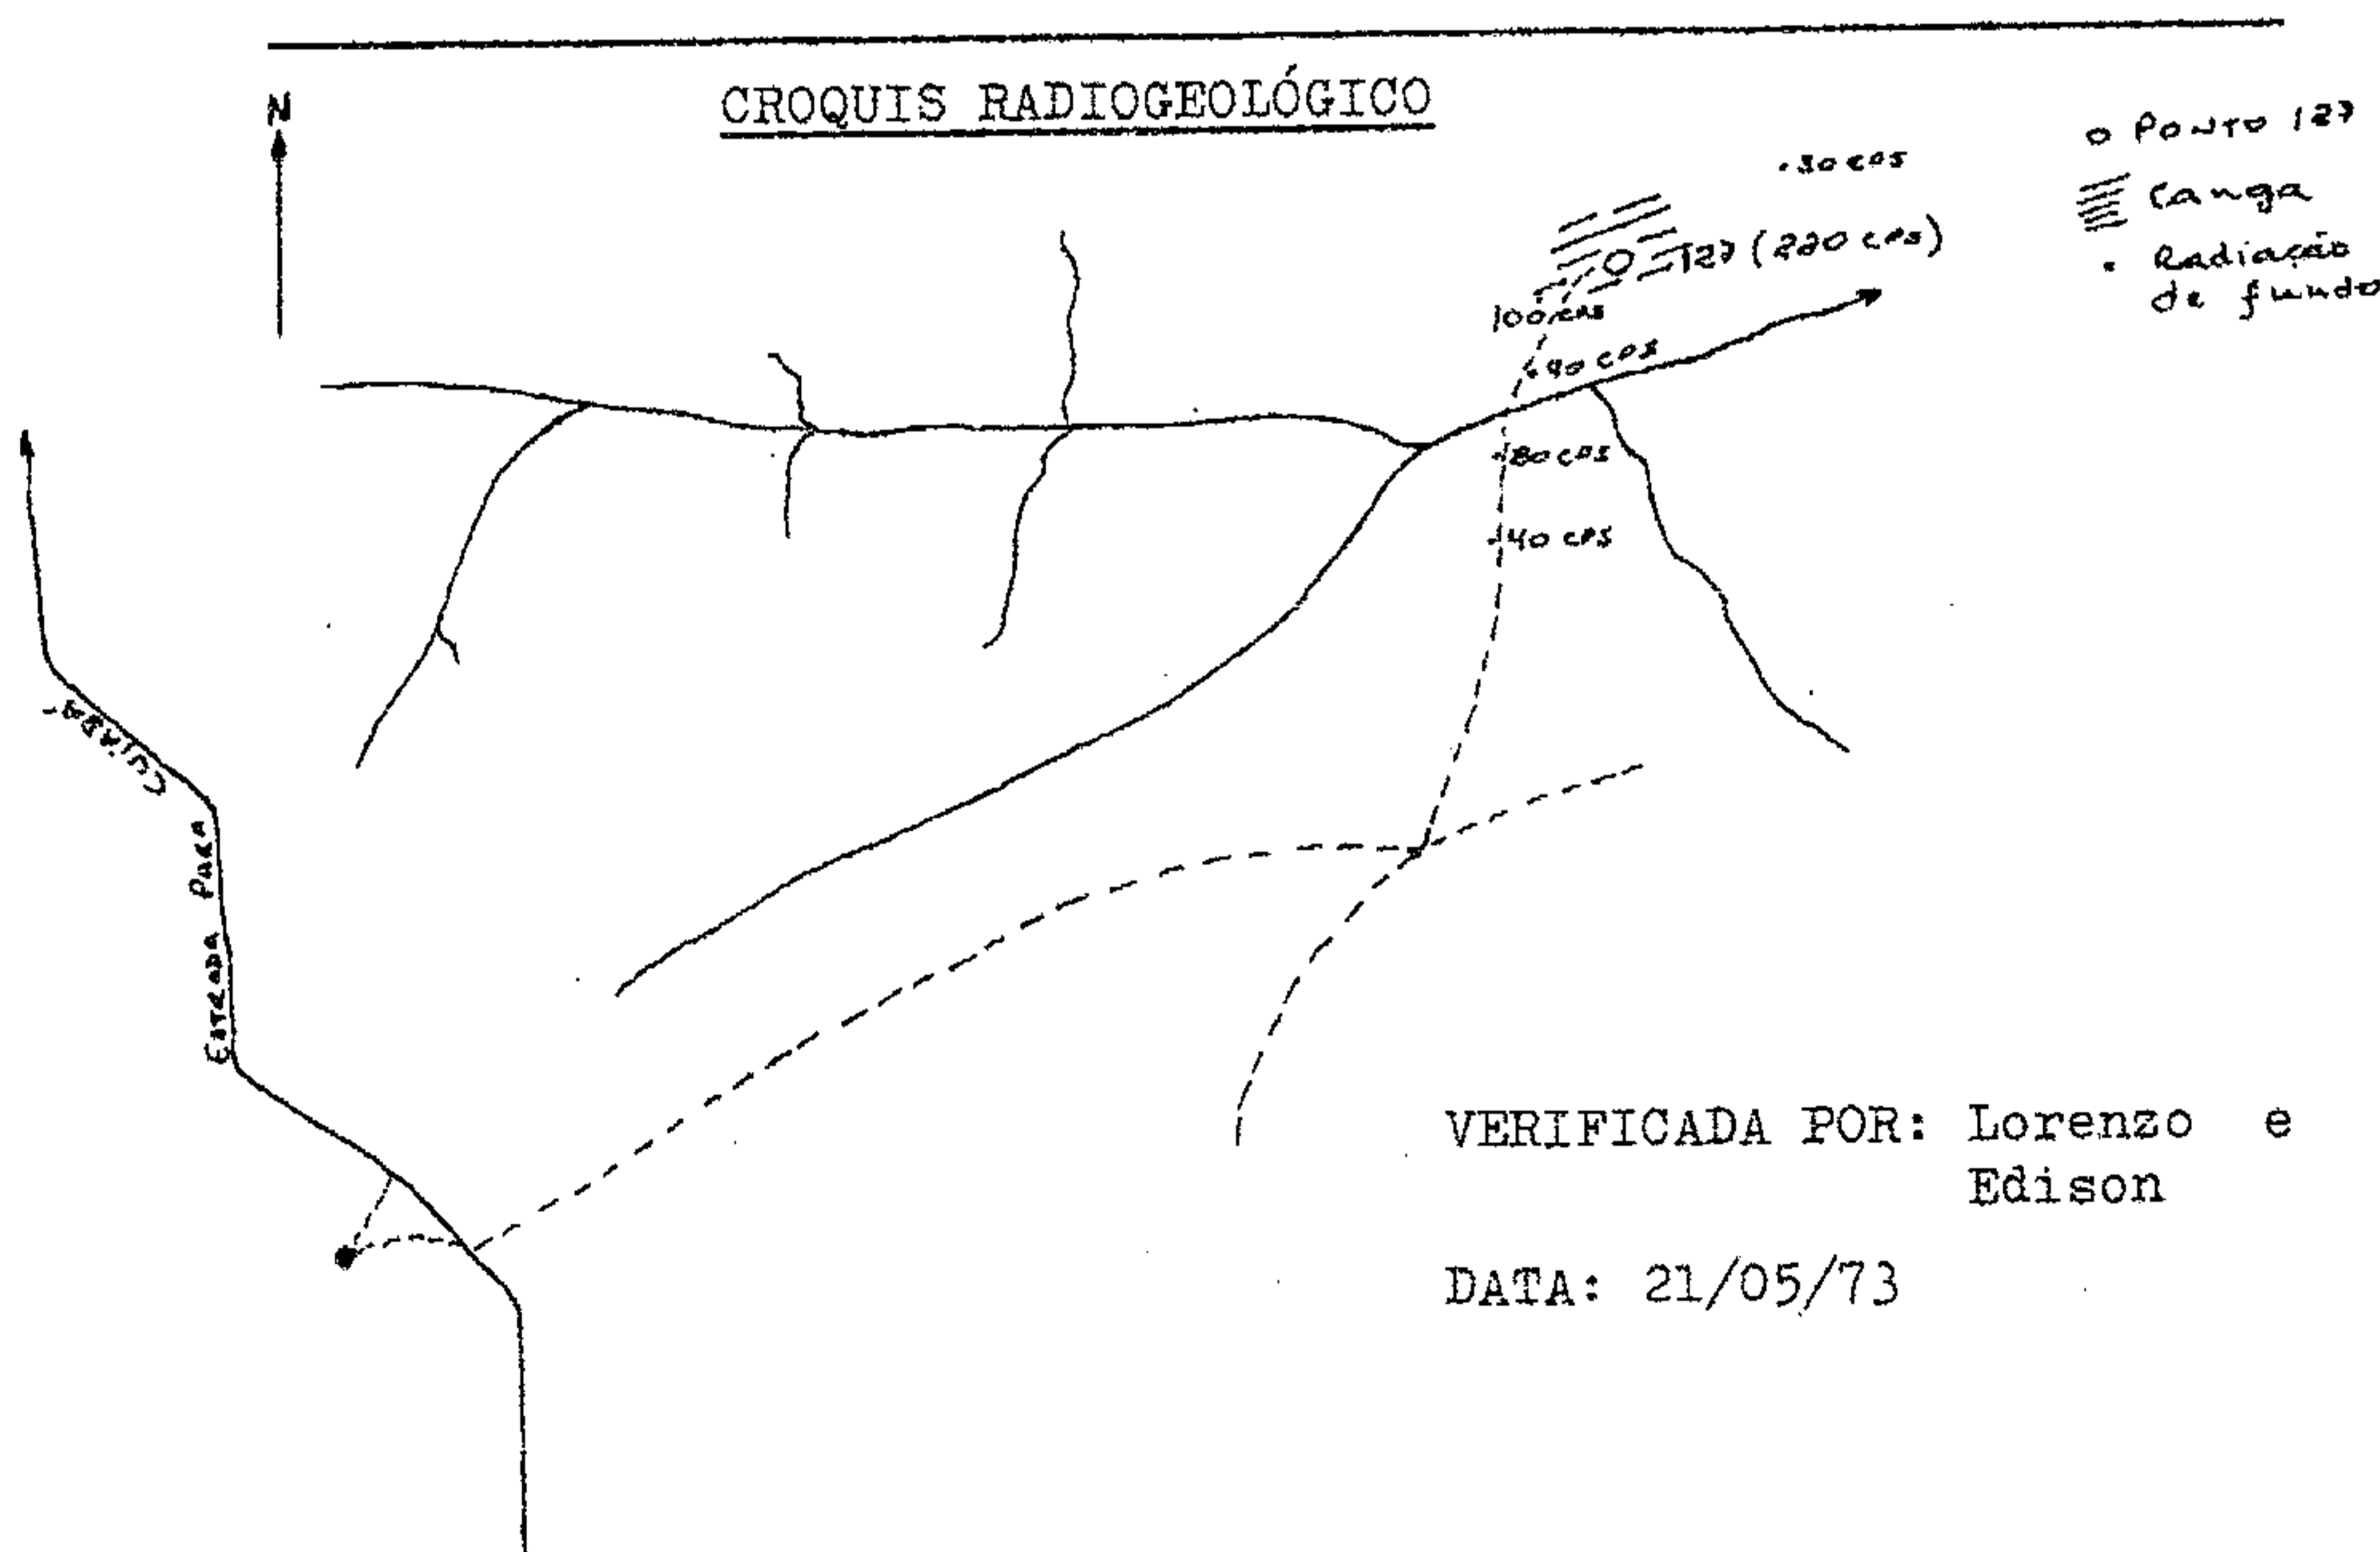 CROQUIS RADIOGEOLÓGICO
N
o Ponto 127
Canga
. Radiação
de fundo
.30 cps
127 (220 cps)
100 cps
.90 cps
.80 cps
.40 cps
Estrada Para
Cuiabá
VERIFICADA POR: Lorenzo e
Edison
DATA: 21/05/73